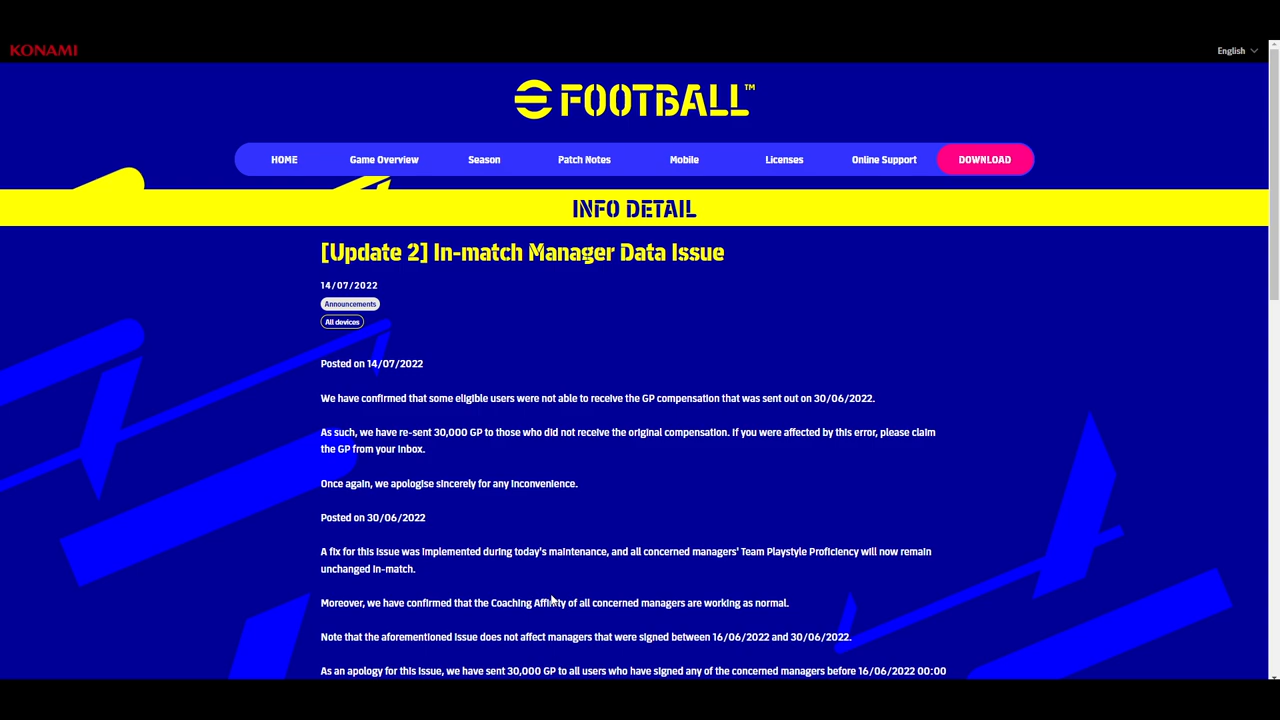 KONAMI
English
FOOTBALL™
HOME Game Overview Season Patch Notes Mobile Licenses Online Support DOWNLOAD
INFO DETAIL
[Update 2] In-match Manager Data Issue
14/07/2022
Announcements
All devices
Posted on 14/07/2022
We have confirmed that some eligible users were not able to receive the GP compensation that was sent out on 30/06/2022.
As such, we have re-sent 30,000 GP to those who did not receive the original compensation. If you were affected by this error, please claim
the GP from your Inbox.
Once again, we apologise sincerely for any inconvenience.
Posted on 30/06/2022
A fix for this issue was implemented during today's maintenance, and all concerned managers' Team Playstyle Proficiency will now remain
unchanged in-match.
Moreover, we have confirmed that the Coaching Affinity of all concerned managers are working as normal.
Note that the aforementioned issue does not affect managers that were signed between 16/06/2022 and 30/06/2022.
As an apology for this issue, we have sent 30,000 GP to all users who have signed any of the concerned managers before 16/06/2022 00:00